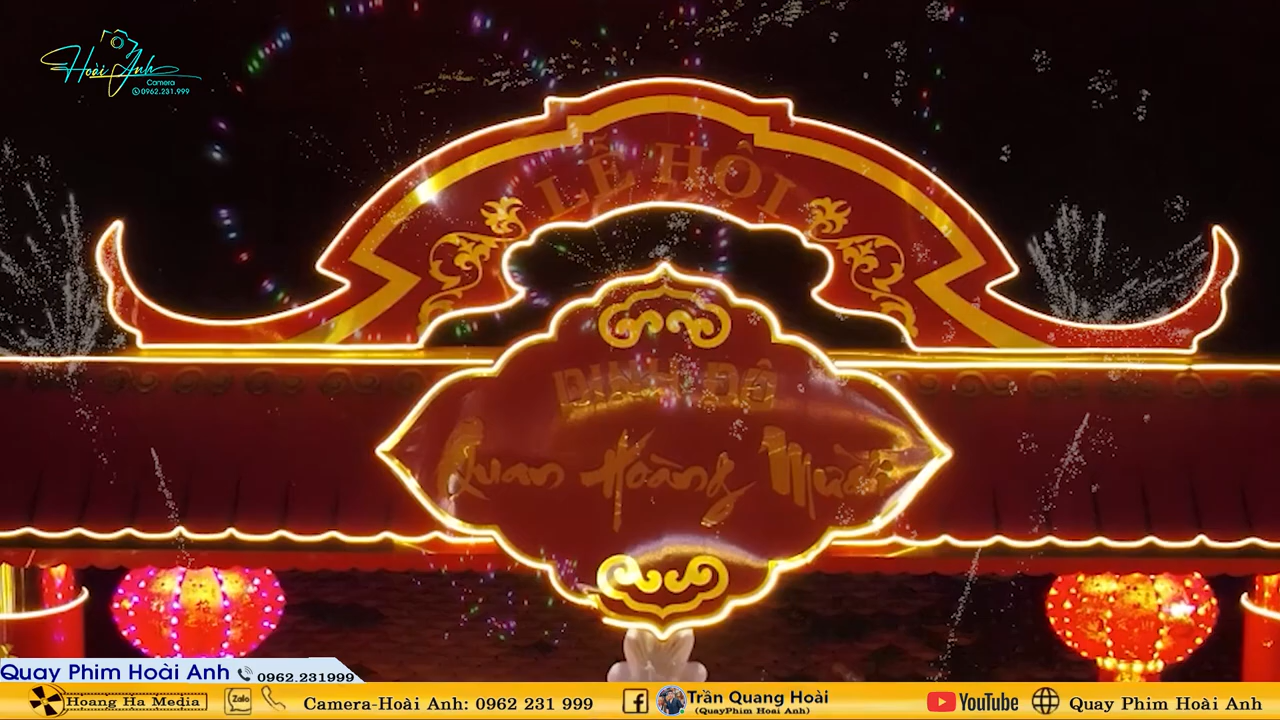 Hoài Anh
Camera
0962.231.999
LỄ HỘI
DINH ĐÔ
Quan Hoàng Mười
Quay Phim Hoài Anh 0962.231999
Hoang Ha Media
Zalo
Camera-Hoài Anh: 0962 231 999
Trần Quang Hoài
(QuayPhim Hoai Anh)
YouTube
Quay Phim Hoài Anh